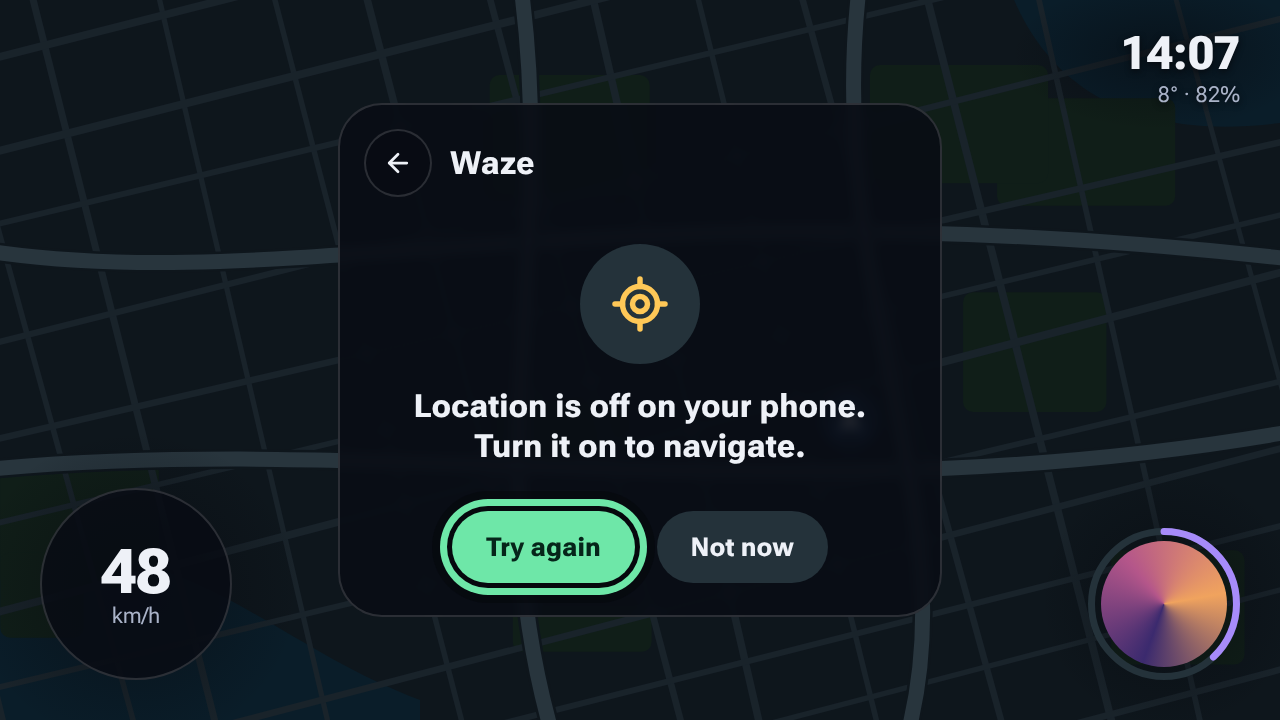 14:07
8° · 82%
Waze
Location is off on your phone.
Turn it on to navigate.
Try again
Not now
48
km/h